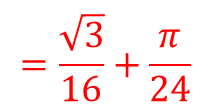 = √3/16 + π/24